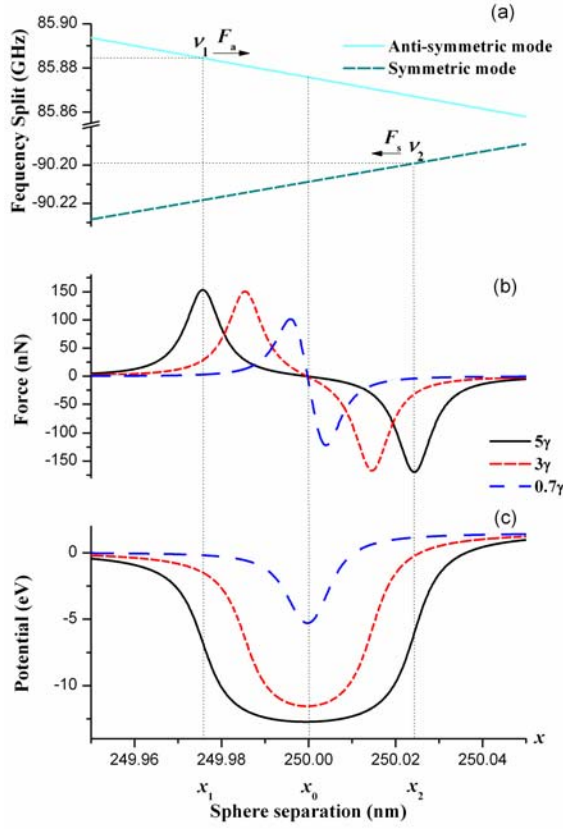 (a)
Fequency Split (GHz)
85.90
85.88
85.86
-90.20
-90.22
ν1 Fa
Anti-symmetric mode
Symmetric mode
Fs ν2
(b)
Force (nN)
150
100
50
0
-50
-100
-150
5γ
3γ
0.7γ
(c)
Potential (eV)
0
-5
-10
249.96 249.98 250.00 250.02 250.04 x
x1 x0 x2
Sphere separation (nm)